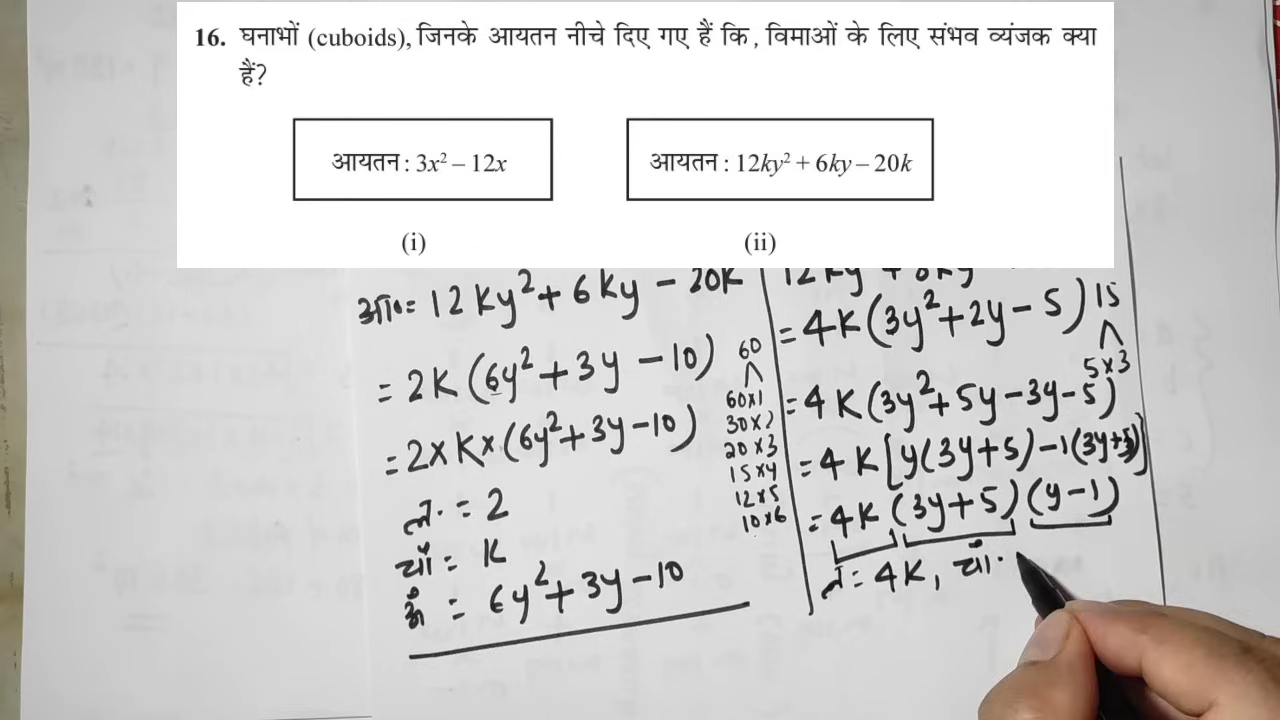 16. घनाभों (cuboids), जिनके आयतन नीचे दिए गए हैं कि, विमाओं के लिए संभव व्यंजक क्या
हैं?
आयतन : 3x² – 12x
आयतन : 12ky² + 6ky – 20k
(i)
(ii)
आ०= 12Ky² + 6Ky - 20K
= 2K (6y² + 3y - 10)
= 2×K×(6y²+3y-10)
ल. = 2
चौ = K
ऊँ = 6y² + 3y - 10
60
60×1
30×2
20×3
15×4
12×5
10×6
= 4K(3y²+2y-5)
15
5×3
= 4K(3y²+5y-3y-5)
= 4K[y(3y+5)-1(3y+5)]
= 4K (3y+5) (y-1)
ल = 4K, चौ.